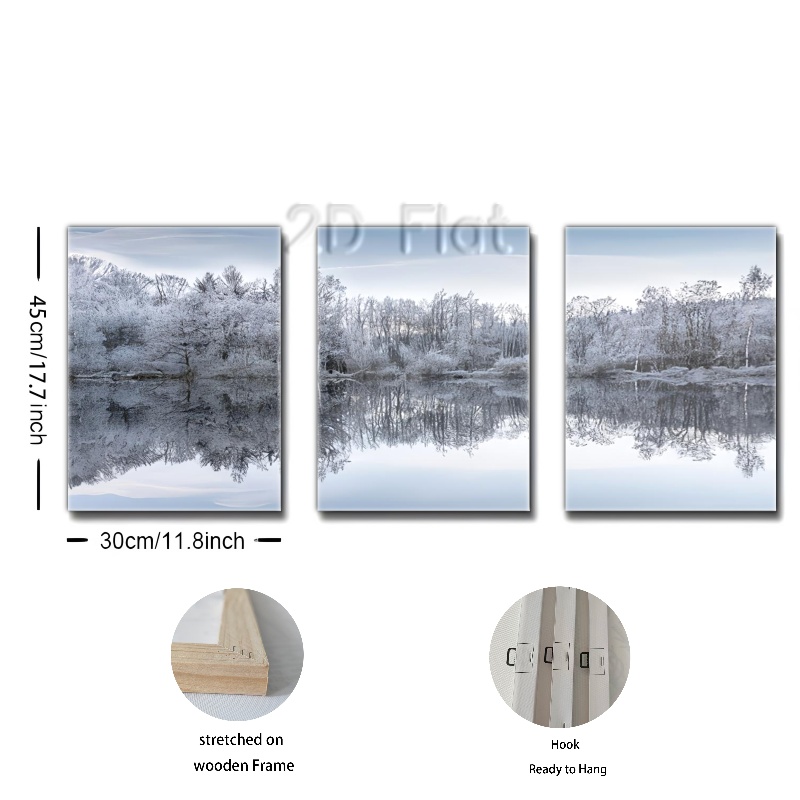 2D Flat
45cm/17.7inch
30cm/11.8inch
stretched on
wooden Frame
Hook
Ready to Hang